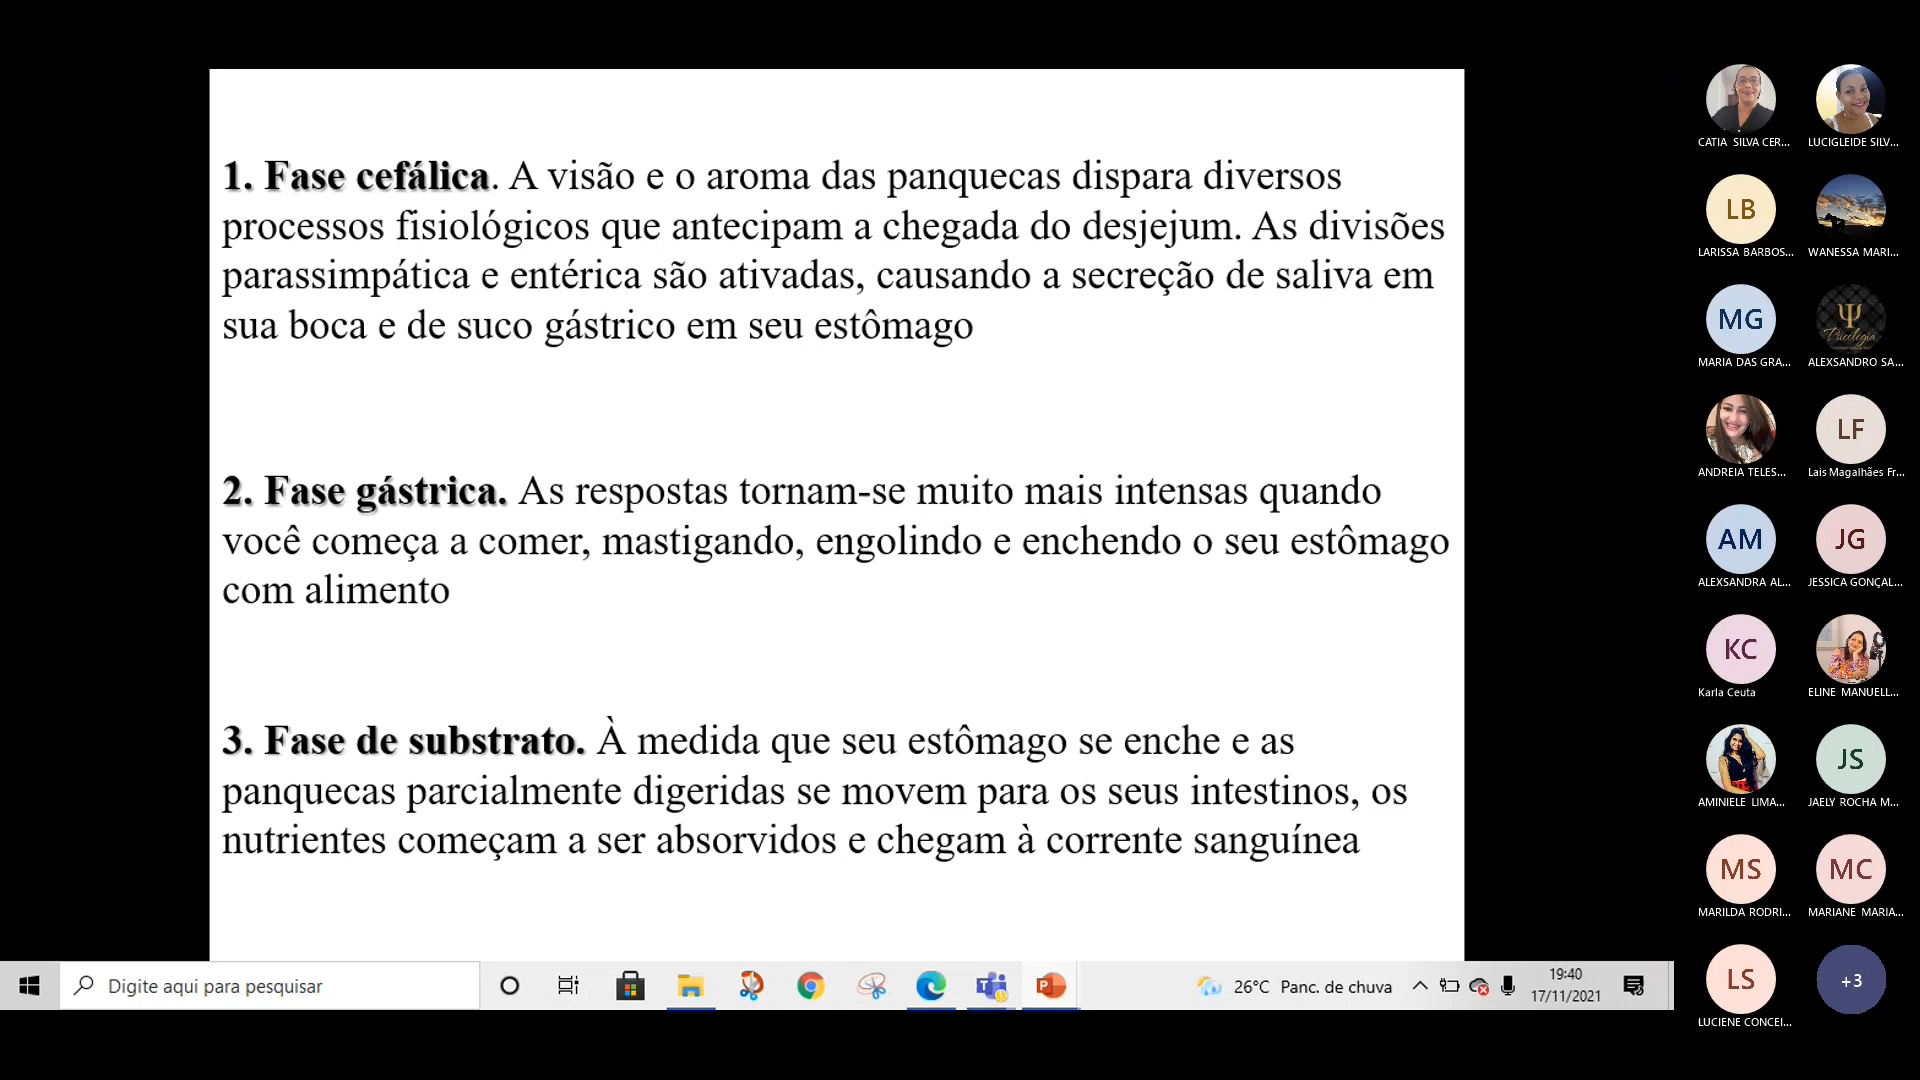 1. Fase cefálica. A visão e o aroma das panquecas dispara diversos
processos fisiológicos que antecipam a chegada do desjejum. As divisões
parassimpática e entérica são ativadas, causando a secreção de saliva em
sua boca e de suco gástrico em seu estômago
2. Fase gástrica. As respostas tornam-se muito mais intensas quando
você começa a comer, mastigando, engolindo e enchendo o seu estômago
com alimento
3. Fase de substrato. À medida que seu estômago se enche e as
panquecas parcialmente digeridas se movem para os seus intestinos, os
nutrientes começam a ser absorvidos e chegam à corrente sanguínea
Digite aqui para pesquisar
26°C Panc. de chuva
19:40
17/11/2021
CATIA SILVA CER...
LUCIGLEIDE SILV...
LB
LARISSA BARBOS...
WANESSA MARI...
MG
MARIA DAS GRA...
Ψ
Psicologia
ALEXSANDRO SA...
ANDREIA TELES...
LF
Lais Magalhães Fr...
AM
ALEXSANDRA AL...
JG
JESSICA GONÇAL...
KC
Karla Ceuta
ELINE MANUELL...
AMINIELE LIMA...
JS
JAELY ROCHA M...
MS
MARILDA RODRI...
MC
MARIANE MARIA...
LS
LUCIENE CONCEI...
+3